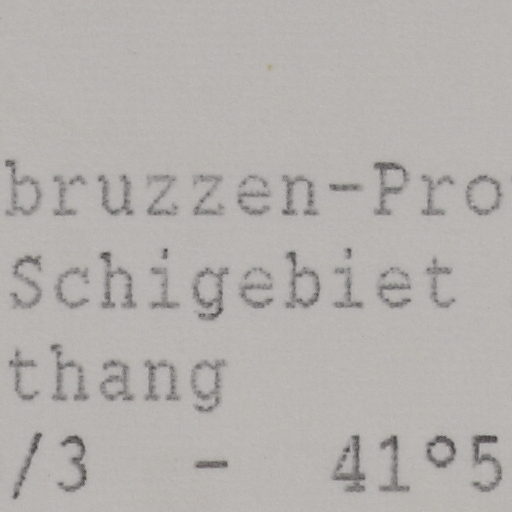 bruzzen-Pro
Schigebiet
thang
/3 - 41°5